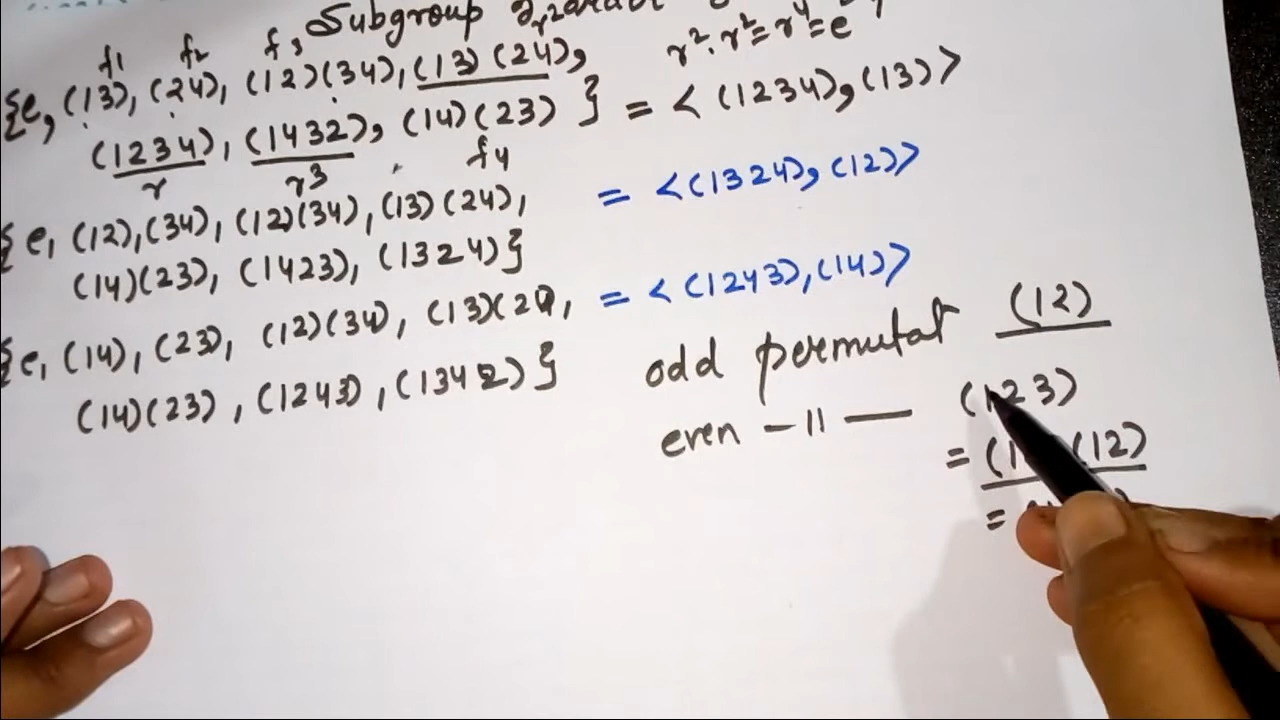 Subgroup
f1 f2 f3
r².r²=r⁴=e
{e, (13), (24), (12)(34), (13)(24),
(1234), (1432), (14)(23) } = <(1234), (13)>
r r3 f4
{e, (12), (34), (12)(34), (13)(24), = <(1324), (12)>
(14)(23), (1423), (1324)}
{e, (14), (23), (12)(34), (13)(24, = <(1243), (14)>
(14)(23), (1243), (1342)}
odd permutat (12)
even -11- (123)
= (12)
=